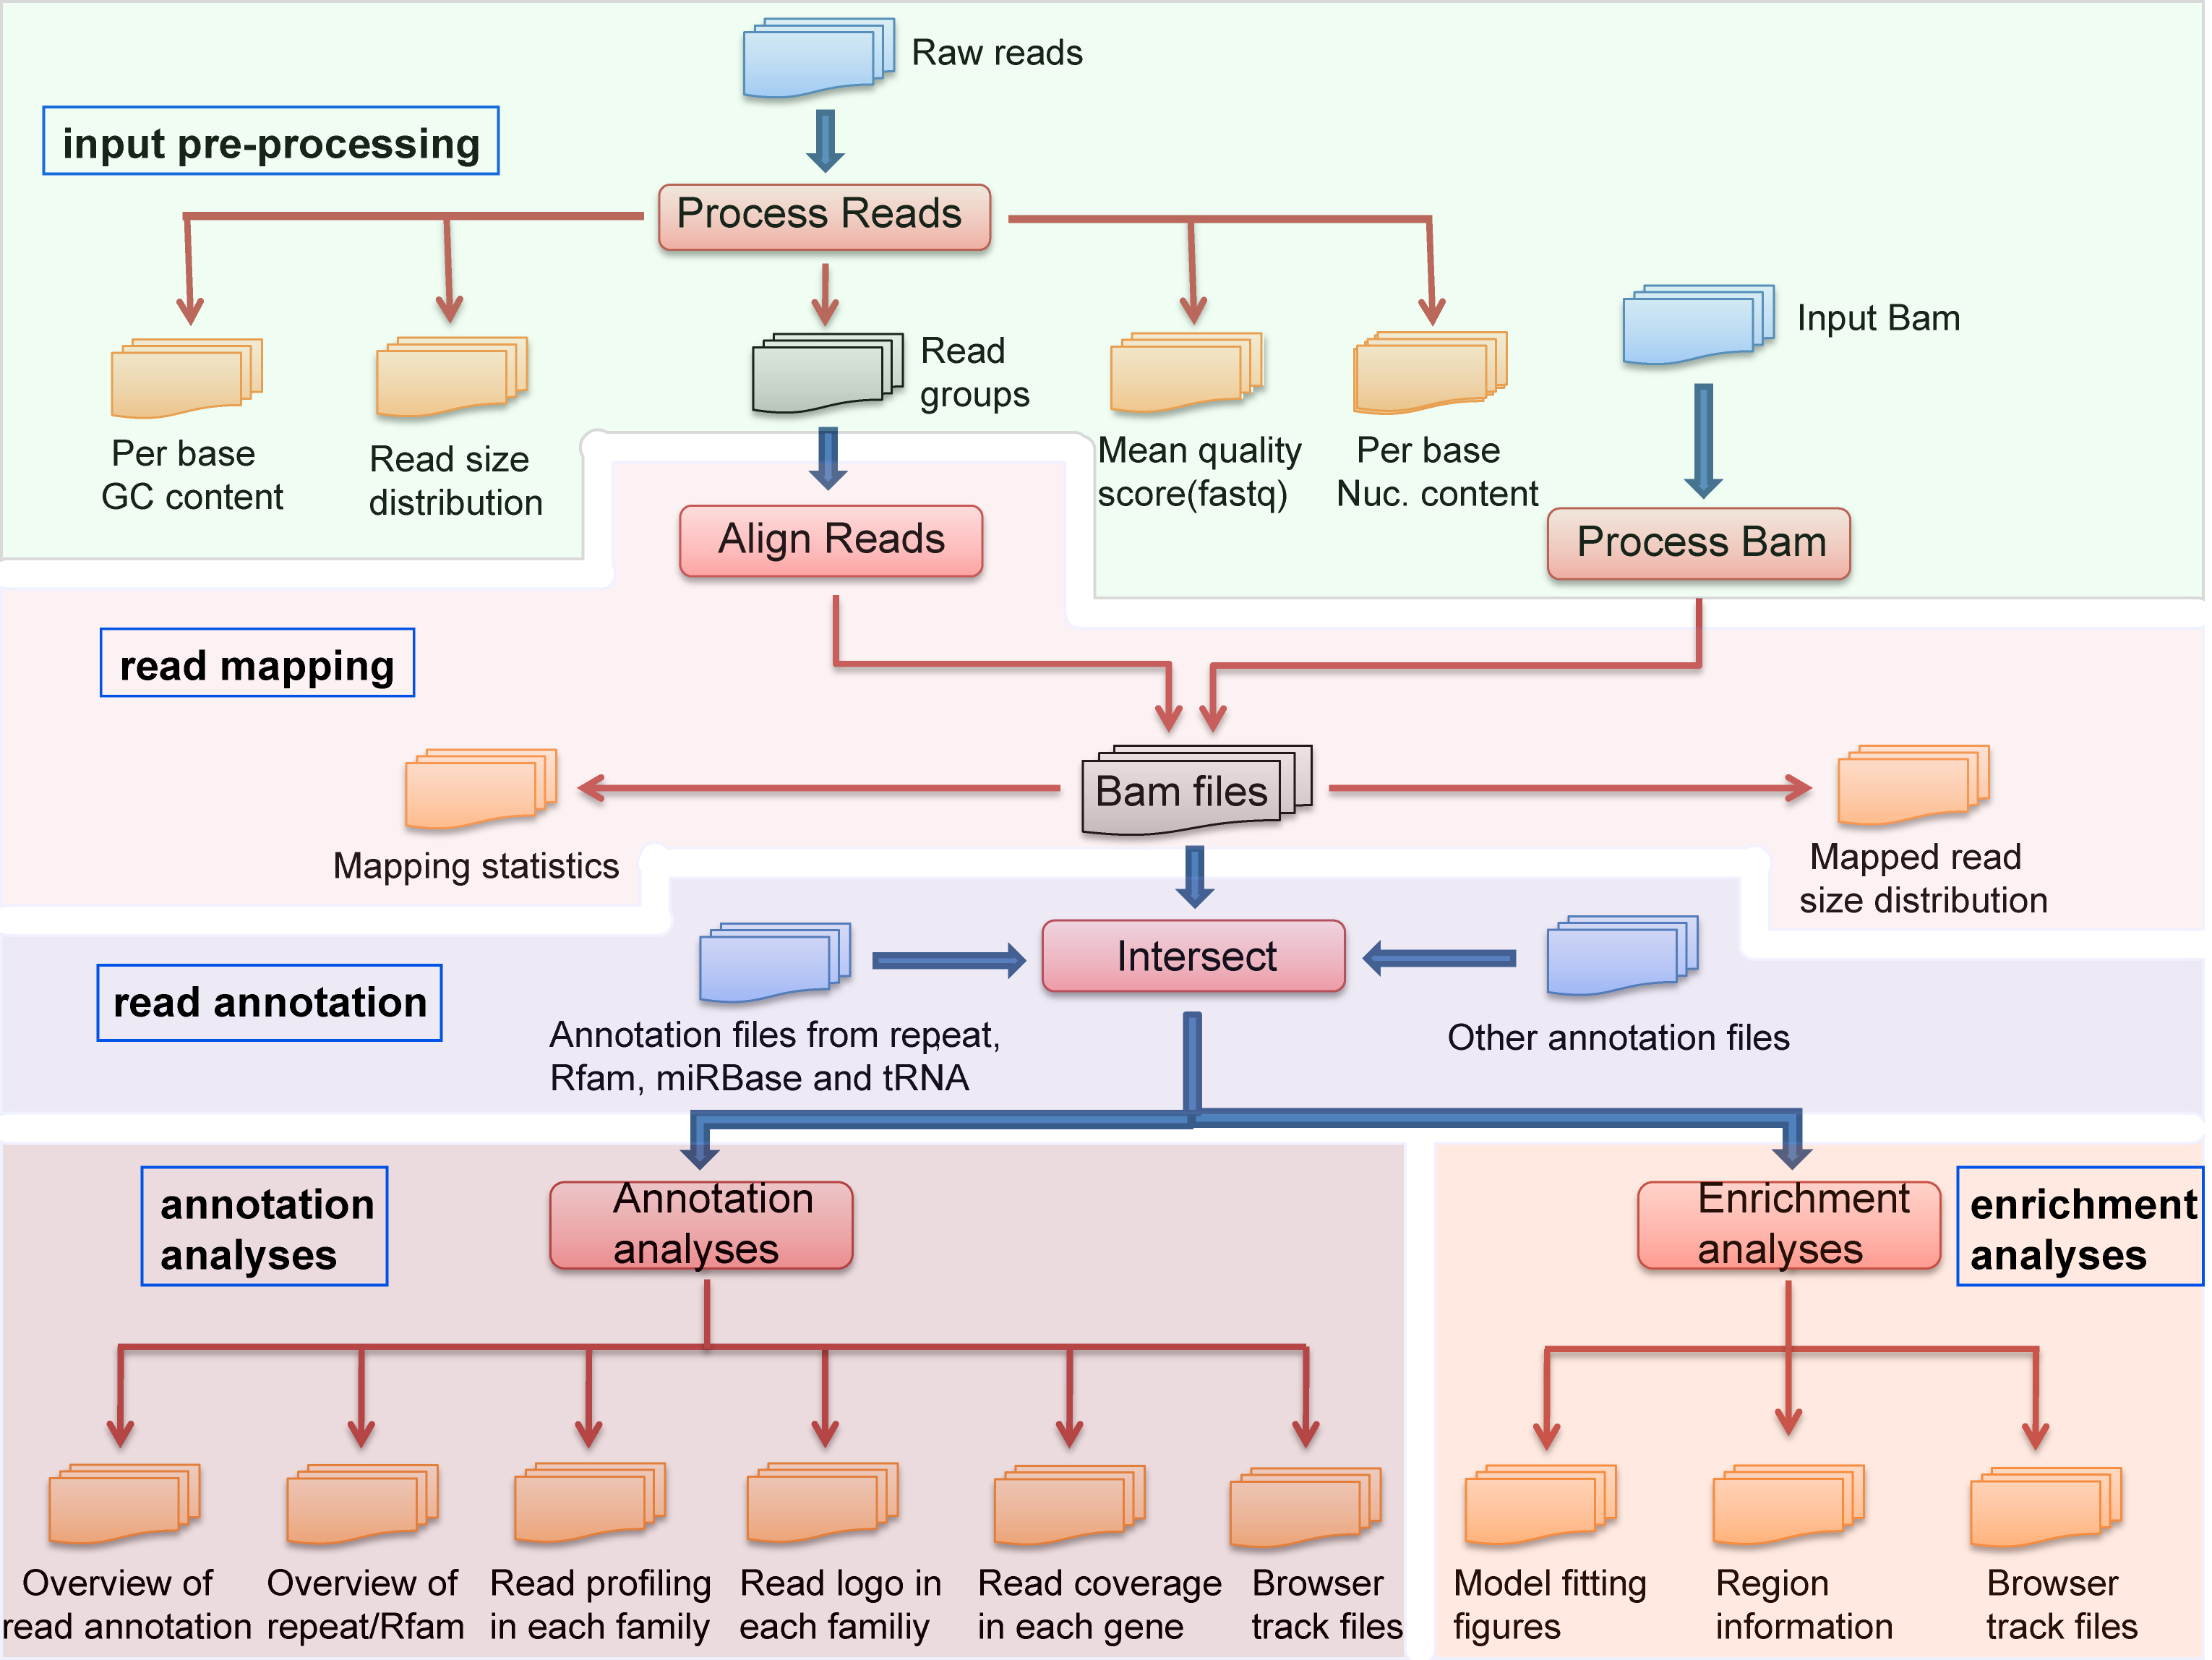 Raw reads
input pre-processing
Process Reads
Input Bam
Read
groups
Per base
GC content
Read size
distribution
Mean quality
score(fastq)
Per base
Nuc. content
Align Reads
Process Bam
read mapping
Bam files
Mapping statistics
Mapped read
size distribution
Intersect
read annotation
Annotation files from repeat,
Rfam, miRBase and tRNA
Other annotation files
annotation
analyses
Annotation
analyses
Enrichment
analyses
enrichment
analyses
Overview of
read annotation
Overview of
repeat/Rfam
Read profiling
in each family
Read logo in
each familiy
Read coverage
in each gene
Browser
track files
Model fitting
figures
Region
information
Browser
track files